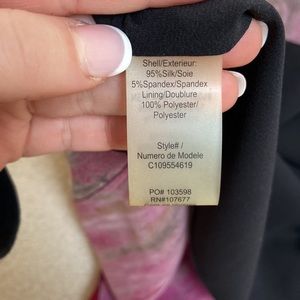 Shell/Exterieur:
95%Silk/Soie
5%Spandex/Spandex
Lining/Doublure
100% Polyester/
Polyester
Style# /
Numero de Modele
C109554619
PO# 103598
RN#107677